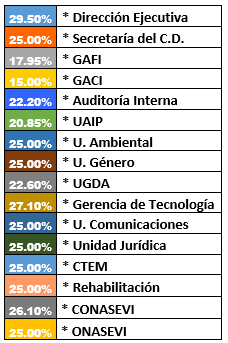 29.50% * Dirección Ejecutiva
25.00% * Secretaría del C.D.
17.95% * GAFI
15.00% * GACI
22.20% * Auditoría Interna
20.85% * UAIP
25.00% * U. Ambiental
25.00% * U. Género
22.60% * UGDA
27.10% * Gerencia de Tecnología
25.00% * U. Comunicaciones
25.00% * Unidad Jurídica
25.00% * CTEM
25.00% * Rehabilitación
26.10% * CONASEVI
25.00% * ONASEVI